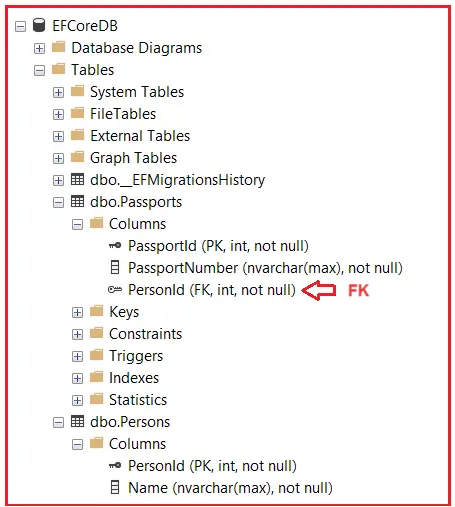 EFCoreDB
Database Diagrams
Tables
System Tables
FileTables
External Tables
Graph Tables
dbo.__EFMigrationsHistory
dbo.Passports
Columns
PassportId (PK, int, not null)
PassportNumber (nvarchar(max), not null)
PersonId (FK, int, not null) FK
Keys
Constraints
Triggers
Indexes
Statistics
dbo.Persons
Columns
PersonId (PK, int, not null)
Name (nvarchar(max), not null)